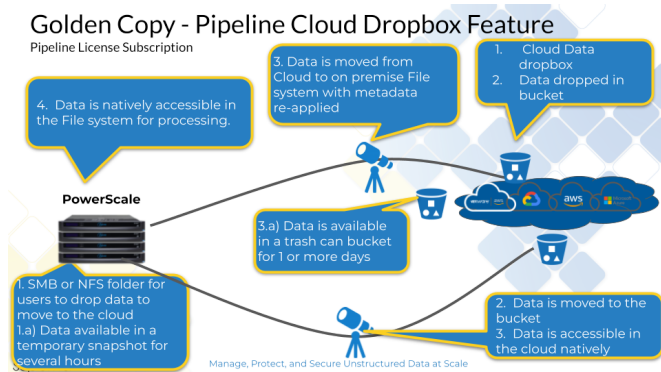 Golden Copy - Pipeline Cloud Dropbox Feature
Pipeline License Subscription
4. Data is natively accessible in
the File system for processing.
3. Data is moved from
Cloud to on premise File
system with metadata
re-applied
1. Cloud Data
dropbox
2. Data dropped in
bucket
PowerScale
3.a) Data is available
in a trash can bucket
for 1 or more days
aws
1. SMB or NFS folder for
users to drop data to
move to the cloud
1.a) Data available in a
temporary snapshot for
several hours
2. Data is moved to the
bucket
3. Data is accessible in
the cloud natively
Manage, Protect, and Secure Unstructured Data at Scale